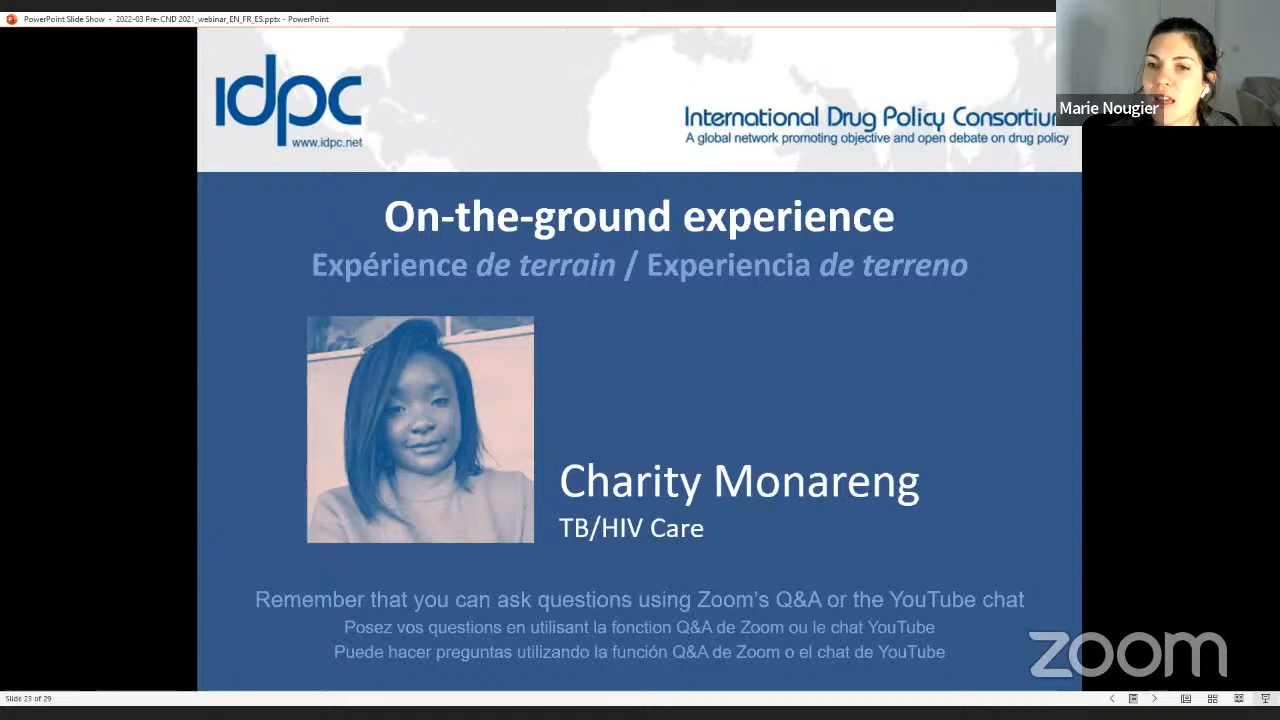 PowerPoint Slide Show - 2022-03 Pre-CND 2021_webinar_EN_FR_ES.pptx - PowerPoint
Marie Nougier
idpc
www.idpc.net
International Drug Policy Consortium
A global network promoting objective and open debate on drug policy
On-the-ground experience
Expérience de terrain / Experiencia de terreno
Charity Monareng
TB/HIV Care
Remember that you can ask questions using Zoom's Q&A or the YouTube chat
Posez vos questions en utilisant la fonction Q&A de Zoom ou le chat YouTube
Puede hacer preguntas utilizando la función Q&A de Zoom o el chat de YouTube
zoom
Slide 23 of 29